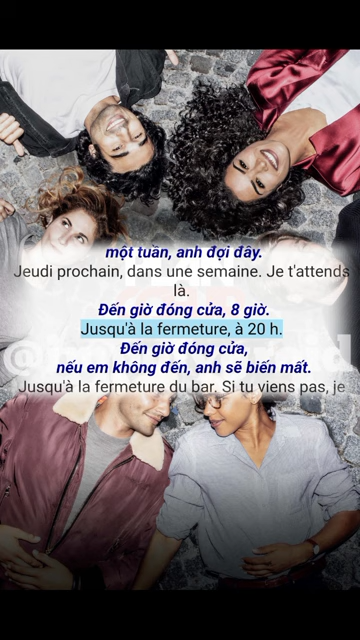 một tuần, anh đợi đây.
Jeudi prochain, dans une semaine. Je t'attends
là.
Đến giờ đóng cửa, 8 giờ.
Jusqu'à la fermeture, à 20 h.
Đến giờ đóng cửa,
nếu em không đến, anh sẽ biến mất.
Jusqu'à la fermeture du bar. Si tu viens pas, je